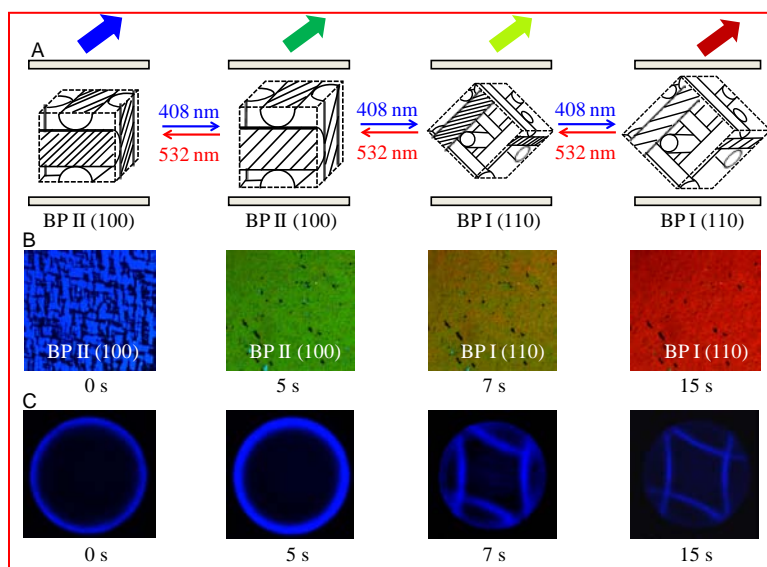 A
408 nm
532 nm
408 nm
532 nm
408 nm
532 nm
BP II (100)
BP II (100)
BP I (110)
BP I (110)
B
BP II (100)
BP II (100)
BP I (110)
BP I (110)
0 s
5 s
7 s
15 s
C
0 s
5 s
7 s
15 s